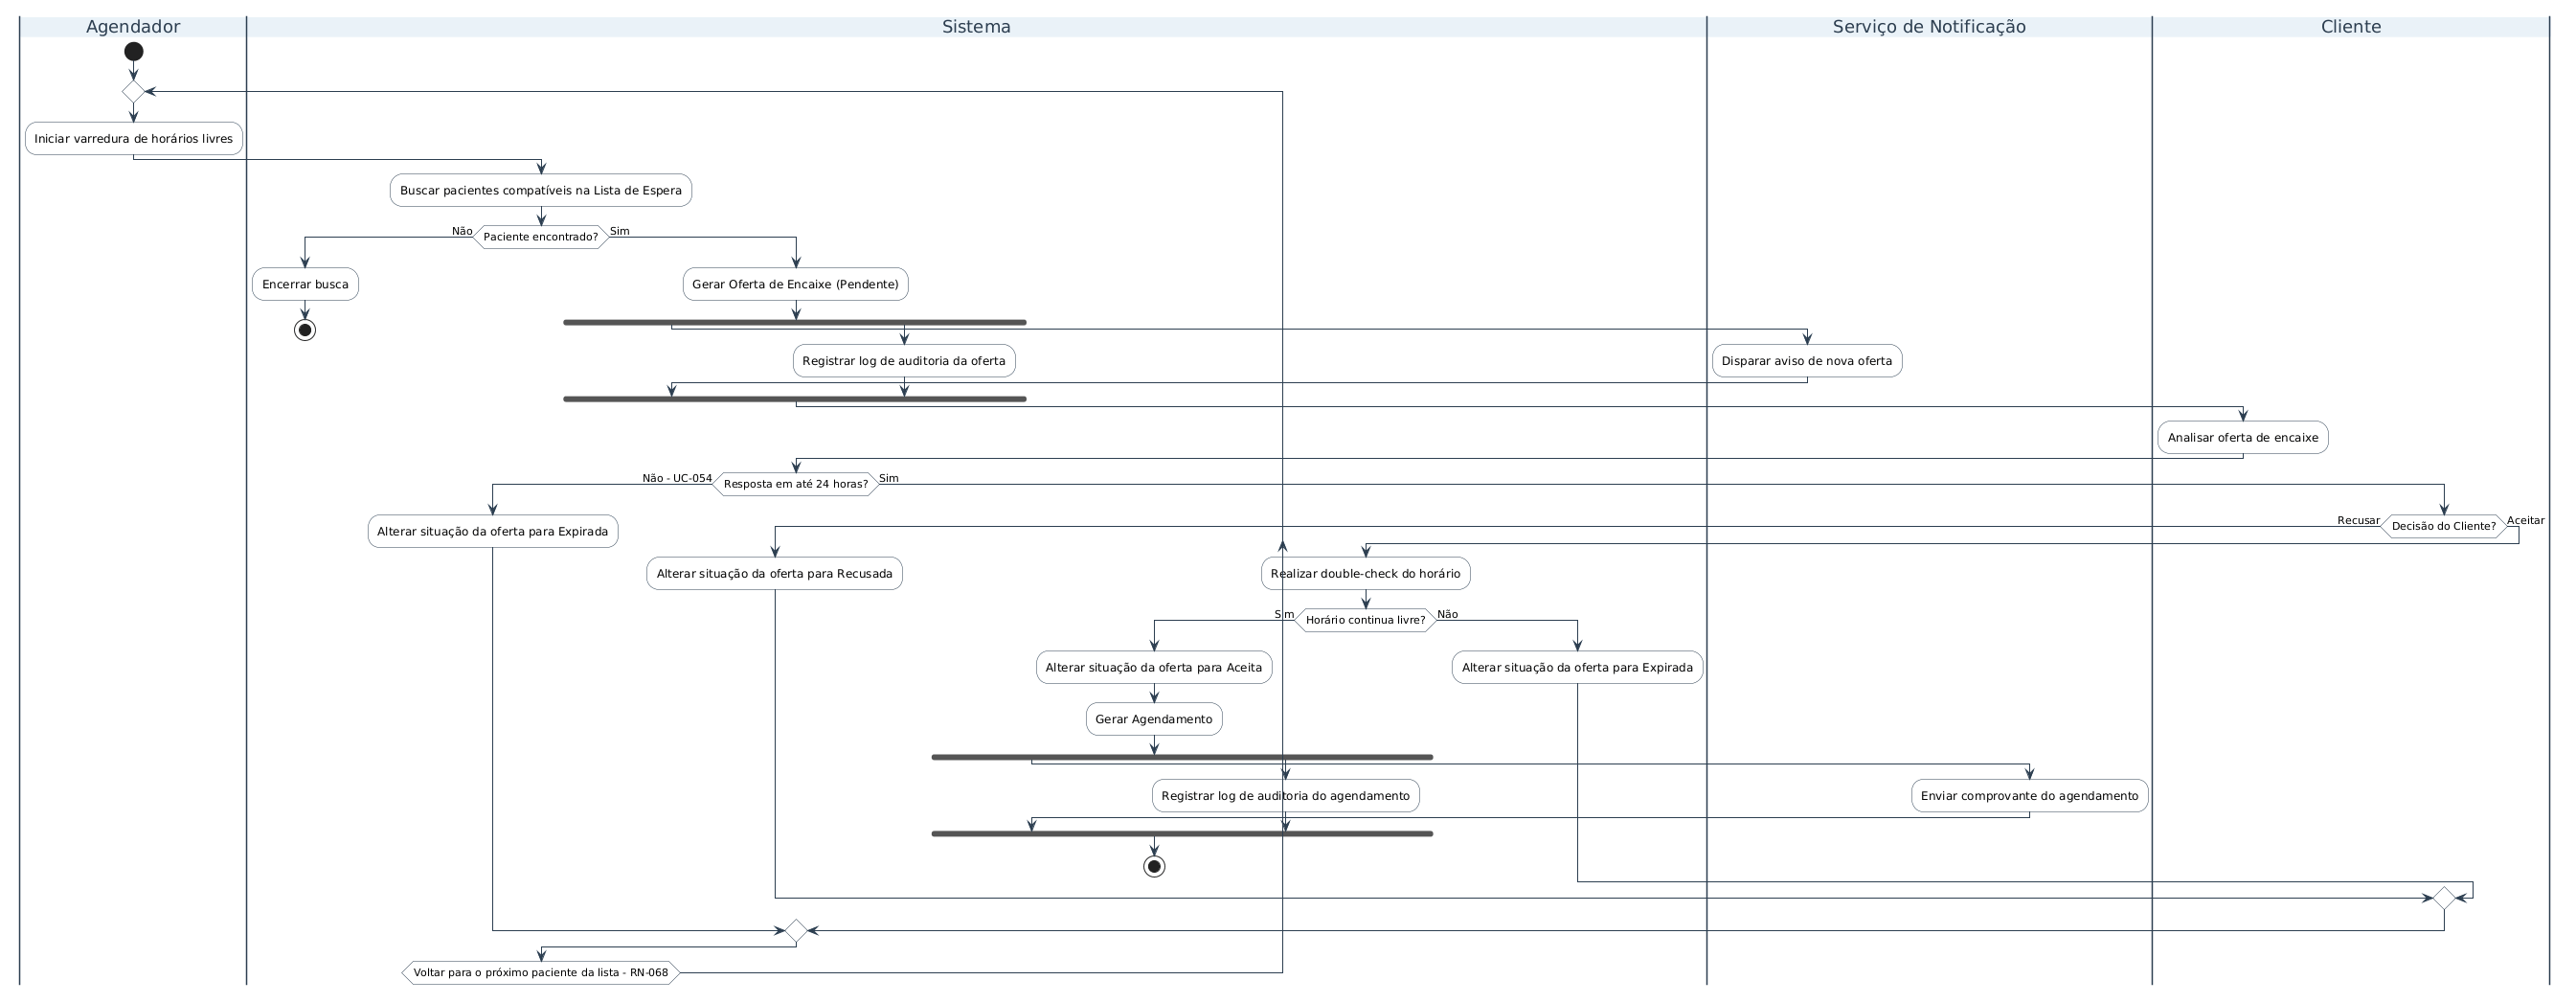 Agendador
Sistema
Serviço de Notificação
Cliente
Iniciar varredura de horários livres
Buscar pacientes compatíveis na Lista de Espera
Não
Paciente encontrado?
Sim
Encerrar busca
Gerar Oferta de Encaixe (Pendente)
Registrar log de auditoria da oferta
Disparar aviso de nova oferta
Analisar oferta de encaixe
Não - UC-054
Resposta em até 24 horas?
Sim
Recusar
Decisão do Cliente?
Aceitar
Alterar situação da oferta para Expirada
Alterar situação da oferta para Recusada
Realizar double-check do horário
Sim
Horário continua livre?
Não
Alterar situação da oferta para Aceita
Alterar situação da oferta para Expirada
Gerar Agendamento
Registrar log de auditoria do agendamento
Enviar comprovante do agendamento
Voltar para o próximo paciente da lista - RN-068